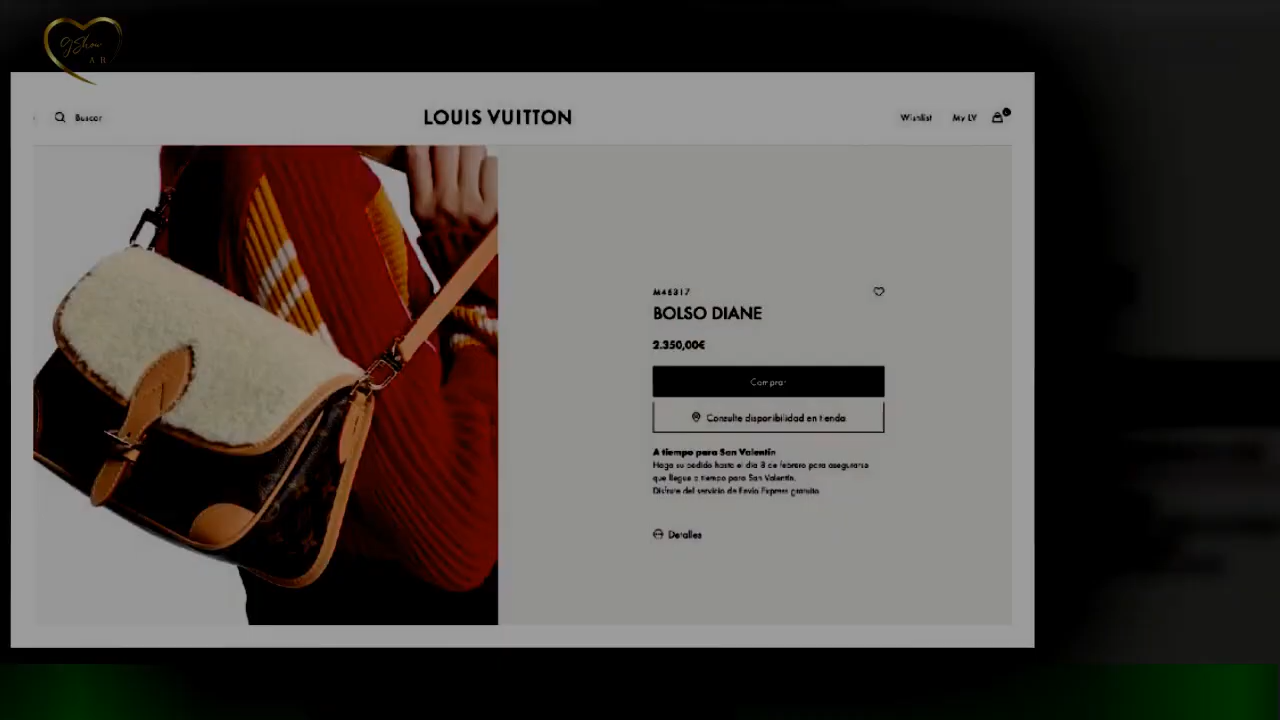 GShow
A B
Buscar
LOUIS VUITTON
Wishlist
My LV
M46317
BOLSO DIANE
2.350,00€
Comprar
Consulte disponibilidad en tienda
A tiempo para San Valentín
Haga su pedido hasta el día 8 de febrero para asegurarse
que llegue a tiempo para San Valentín.
Disfrute del servicio de Envío Express gratuito.
Detalles